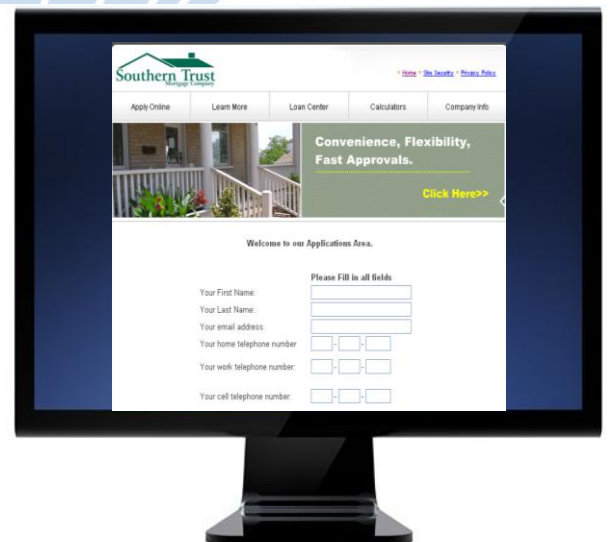 Southern Trust
Mortgage Company
Home
Site Security
Privacy Policy
Apply Online
Learn More
Loan Center
Calculators
Company Info
Convenience, Flexibility,
Fast Approvals.
Click Here>>
Welcome to our Applications Area.
Please Fill in all fields
Your First Name:
Your Last Name:
Your email address:
Your home telephone number
- -
Your work telephone number:
- -
Your cell telephone number:
- -